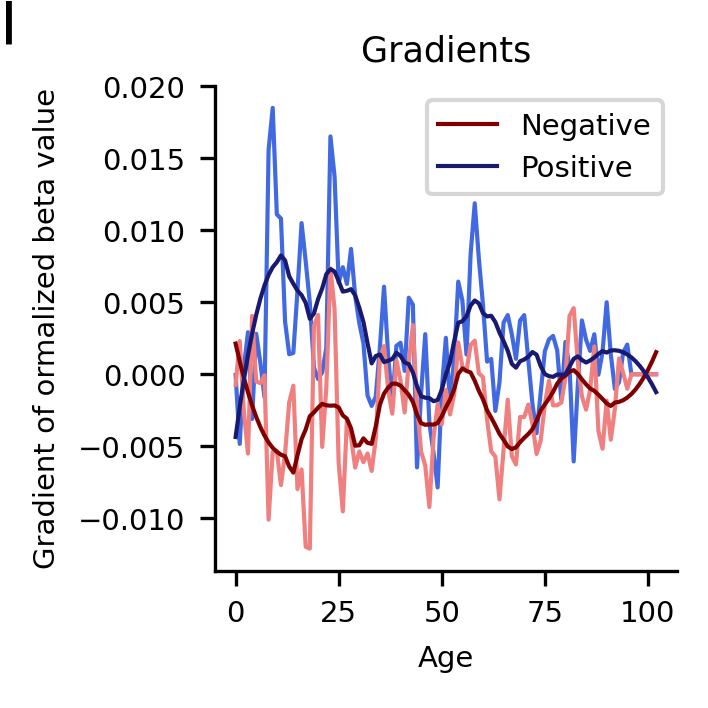 l
Gradients
Gradient of ormalized beta value
0.020
0.015
0.010
0.005
0.000
−0.005
−0.010
Negative
Positive
0 25 50 75 100
Age